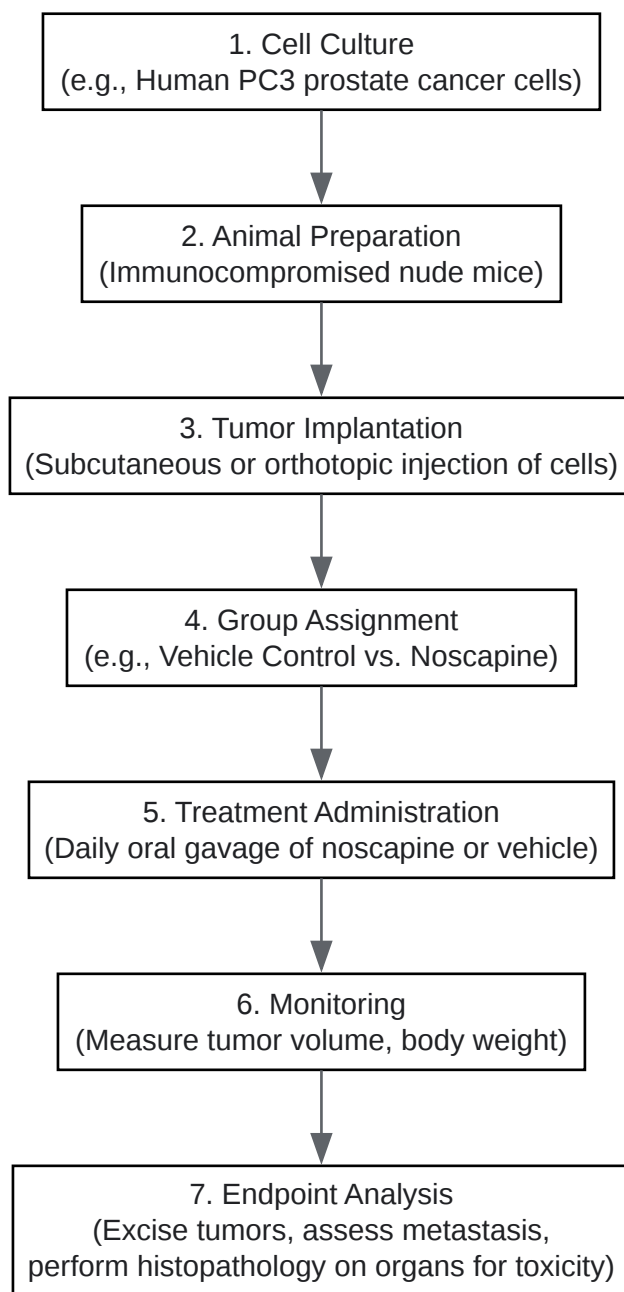 1. Cell Culture
(e.g., Human PC3 prostate cancer cells)
2. Animal Preparation
(Immunocompromised nude mice)
3. Tumor Implantation
(Subcutaneous or orthotopic injection of cells)
4. Group Assignment
(e.g., Vehicle Control vs. Noscapine)
5. Treatment Administration
(Daily oral gavage of noscapine or vehicle)
6. Monitoring
(Measure tumor volume, body weight)
7. Endpoint Analysis
(Excise tumors, assess metastasis,
perform histopathology on organs for toxicity)